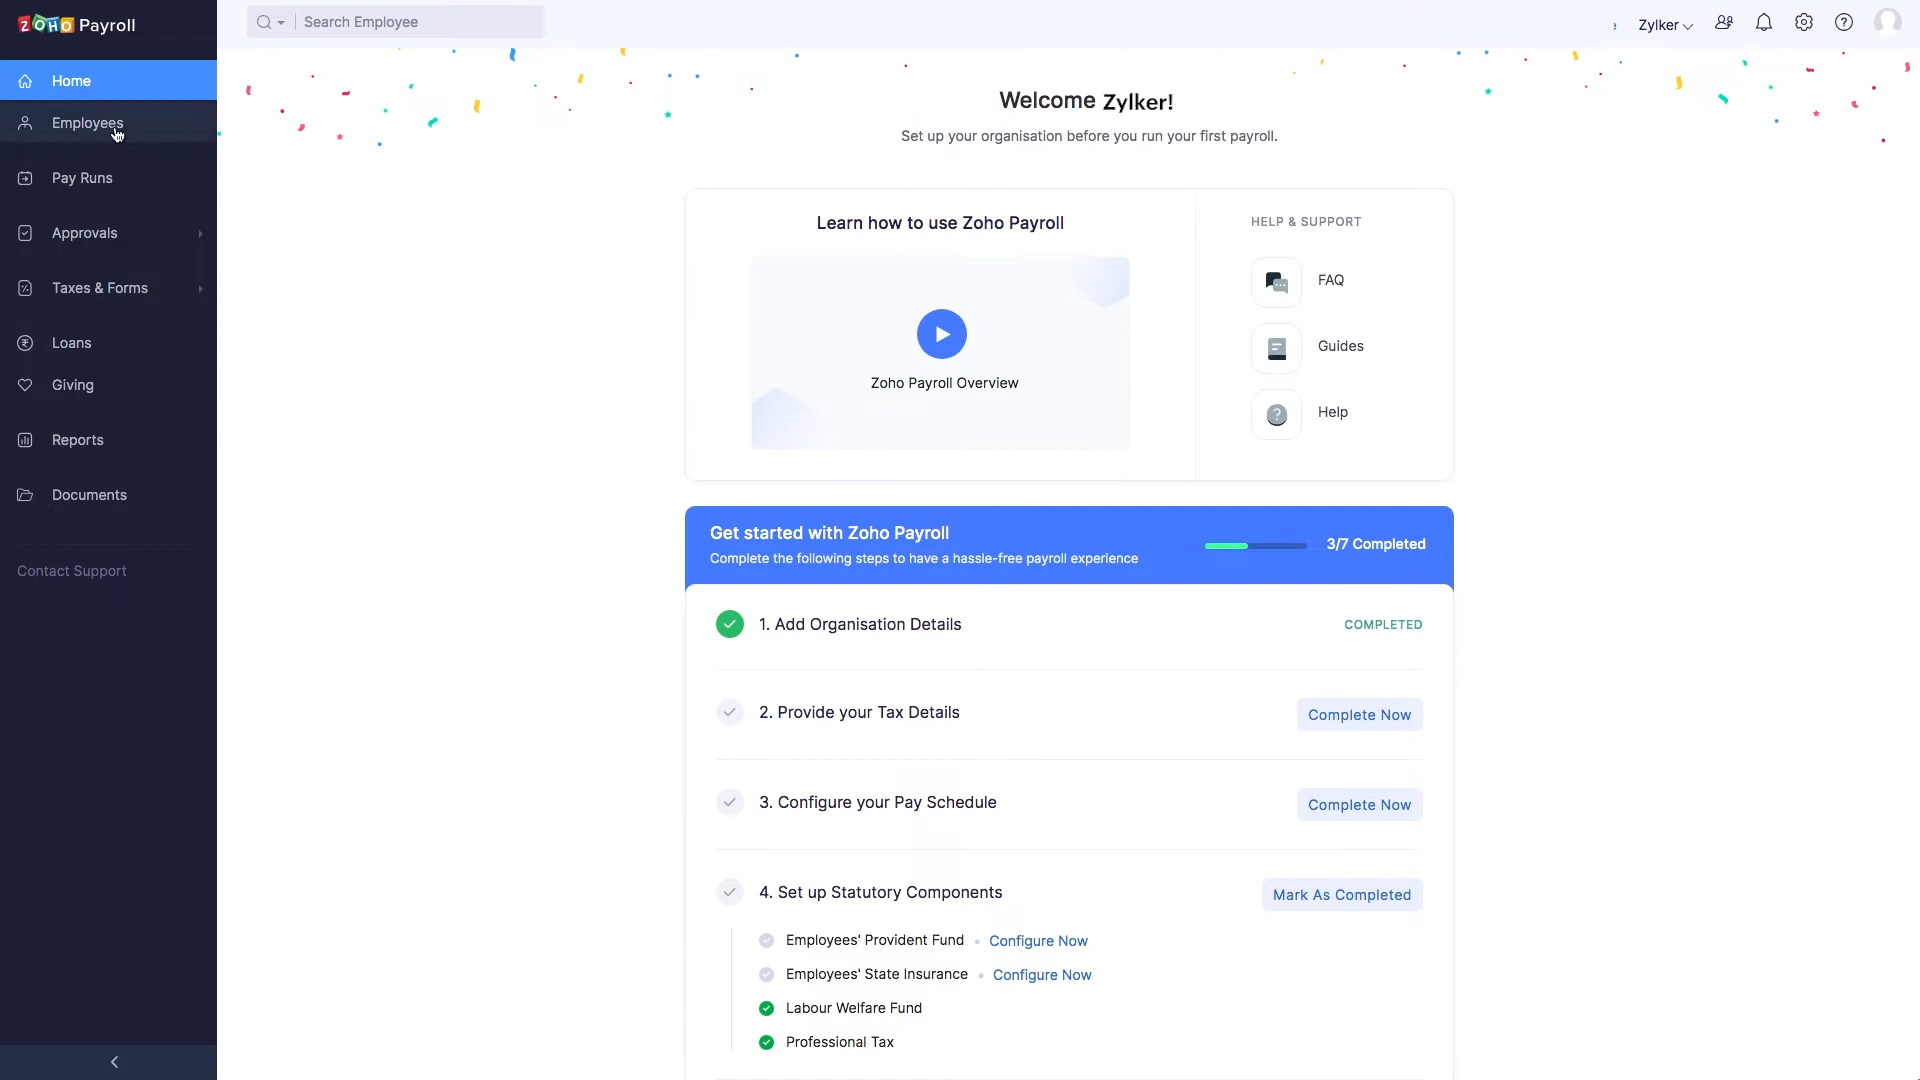 ZOHO Payroll
Search Employee
Zylker
Home
Employees
Pay Runs
Approvals
Taxes & Forms
Loans
Giving
Reports
Documents
Contact Support
Welcome Zylker!
Set up your organisation before you run your first payroll.
Learn how to use Zoho Payroll
Zoho Payroll Overview
HELP & SUPPORT
FAQ
Guides
Help
Get started with Zoho Payroll
Complete the following steps to have a hassle-free payroll experience
3/7 Completed
1. Add Organisation Details
COMPLETED
2. Provide your Tax Details
Complete Now
3. Configure your Pay Schedule
Complete Now
4. Set up Statutory Components
Mark As Completed
Employees' Provident Fund • Configure Now
Employees' State Insurance • Configure Now
Labour Welfare Fund
Professional Tax